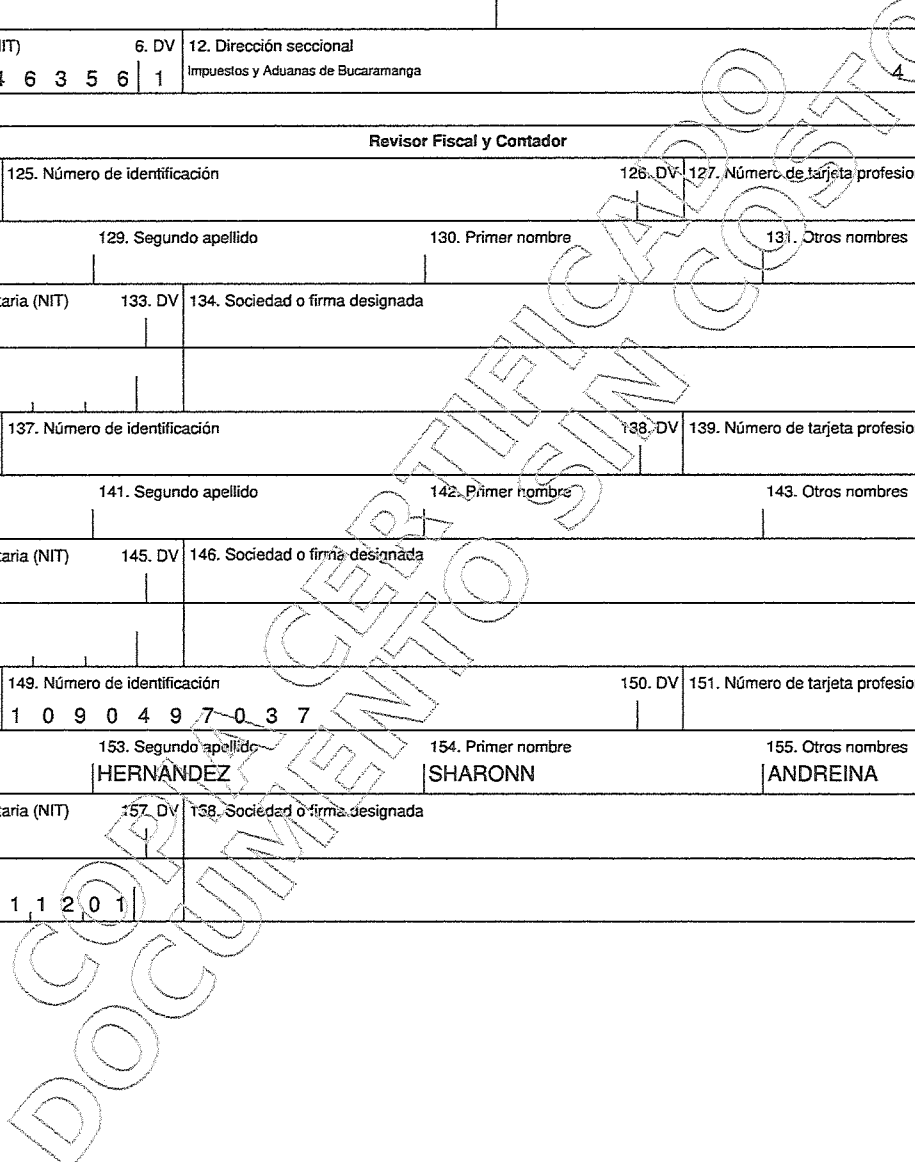 IT) 6. DV 12. Dirección seccional
4 6 3 5 6 1 Impuestos y Aduanas de Bucaramanga 4
Revisor Fiscal y Contador
125. Número de identificación 126. DV 127. Número de tarjeta profesio
129. Segundo apellido 130. Primer nombre 131. Otros nombres
taria (NIT) 133. DV 134. Sociedad o firma designada
137. Número de identificación 138. DV 139. Número de tarjeta profesio
141. Segundo apellido 142. Primer nombre 143. Otros nombres
taria (NIT) 145. DV 146. Sociedad o firma designada
149. Número de identificación 150. DV 151. Número de tarjeta profesio
1 0 9 0 4 9 7 0 3 7
153. Segundo apellido 154. Primer nombre 155. Otros nombres
HERNANDEZ SHARONN ANDREINA
taria (NIT) 157. DV 158. Sociedad o firma designada
1 1 2 0 1
COPIA CERTIFICADO
DOCUMENTO SIN COSTO